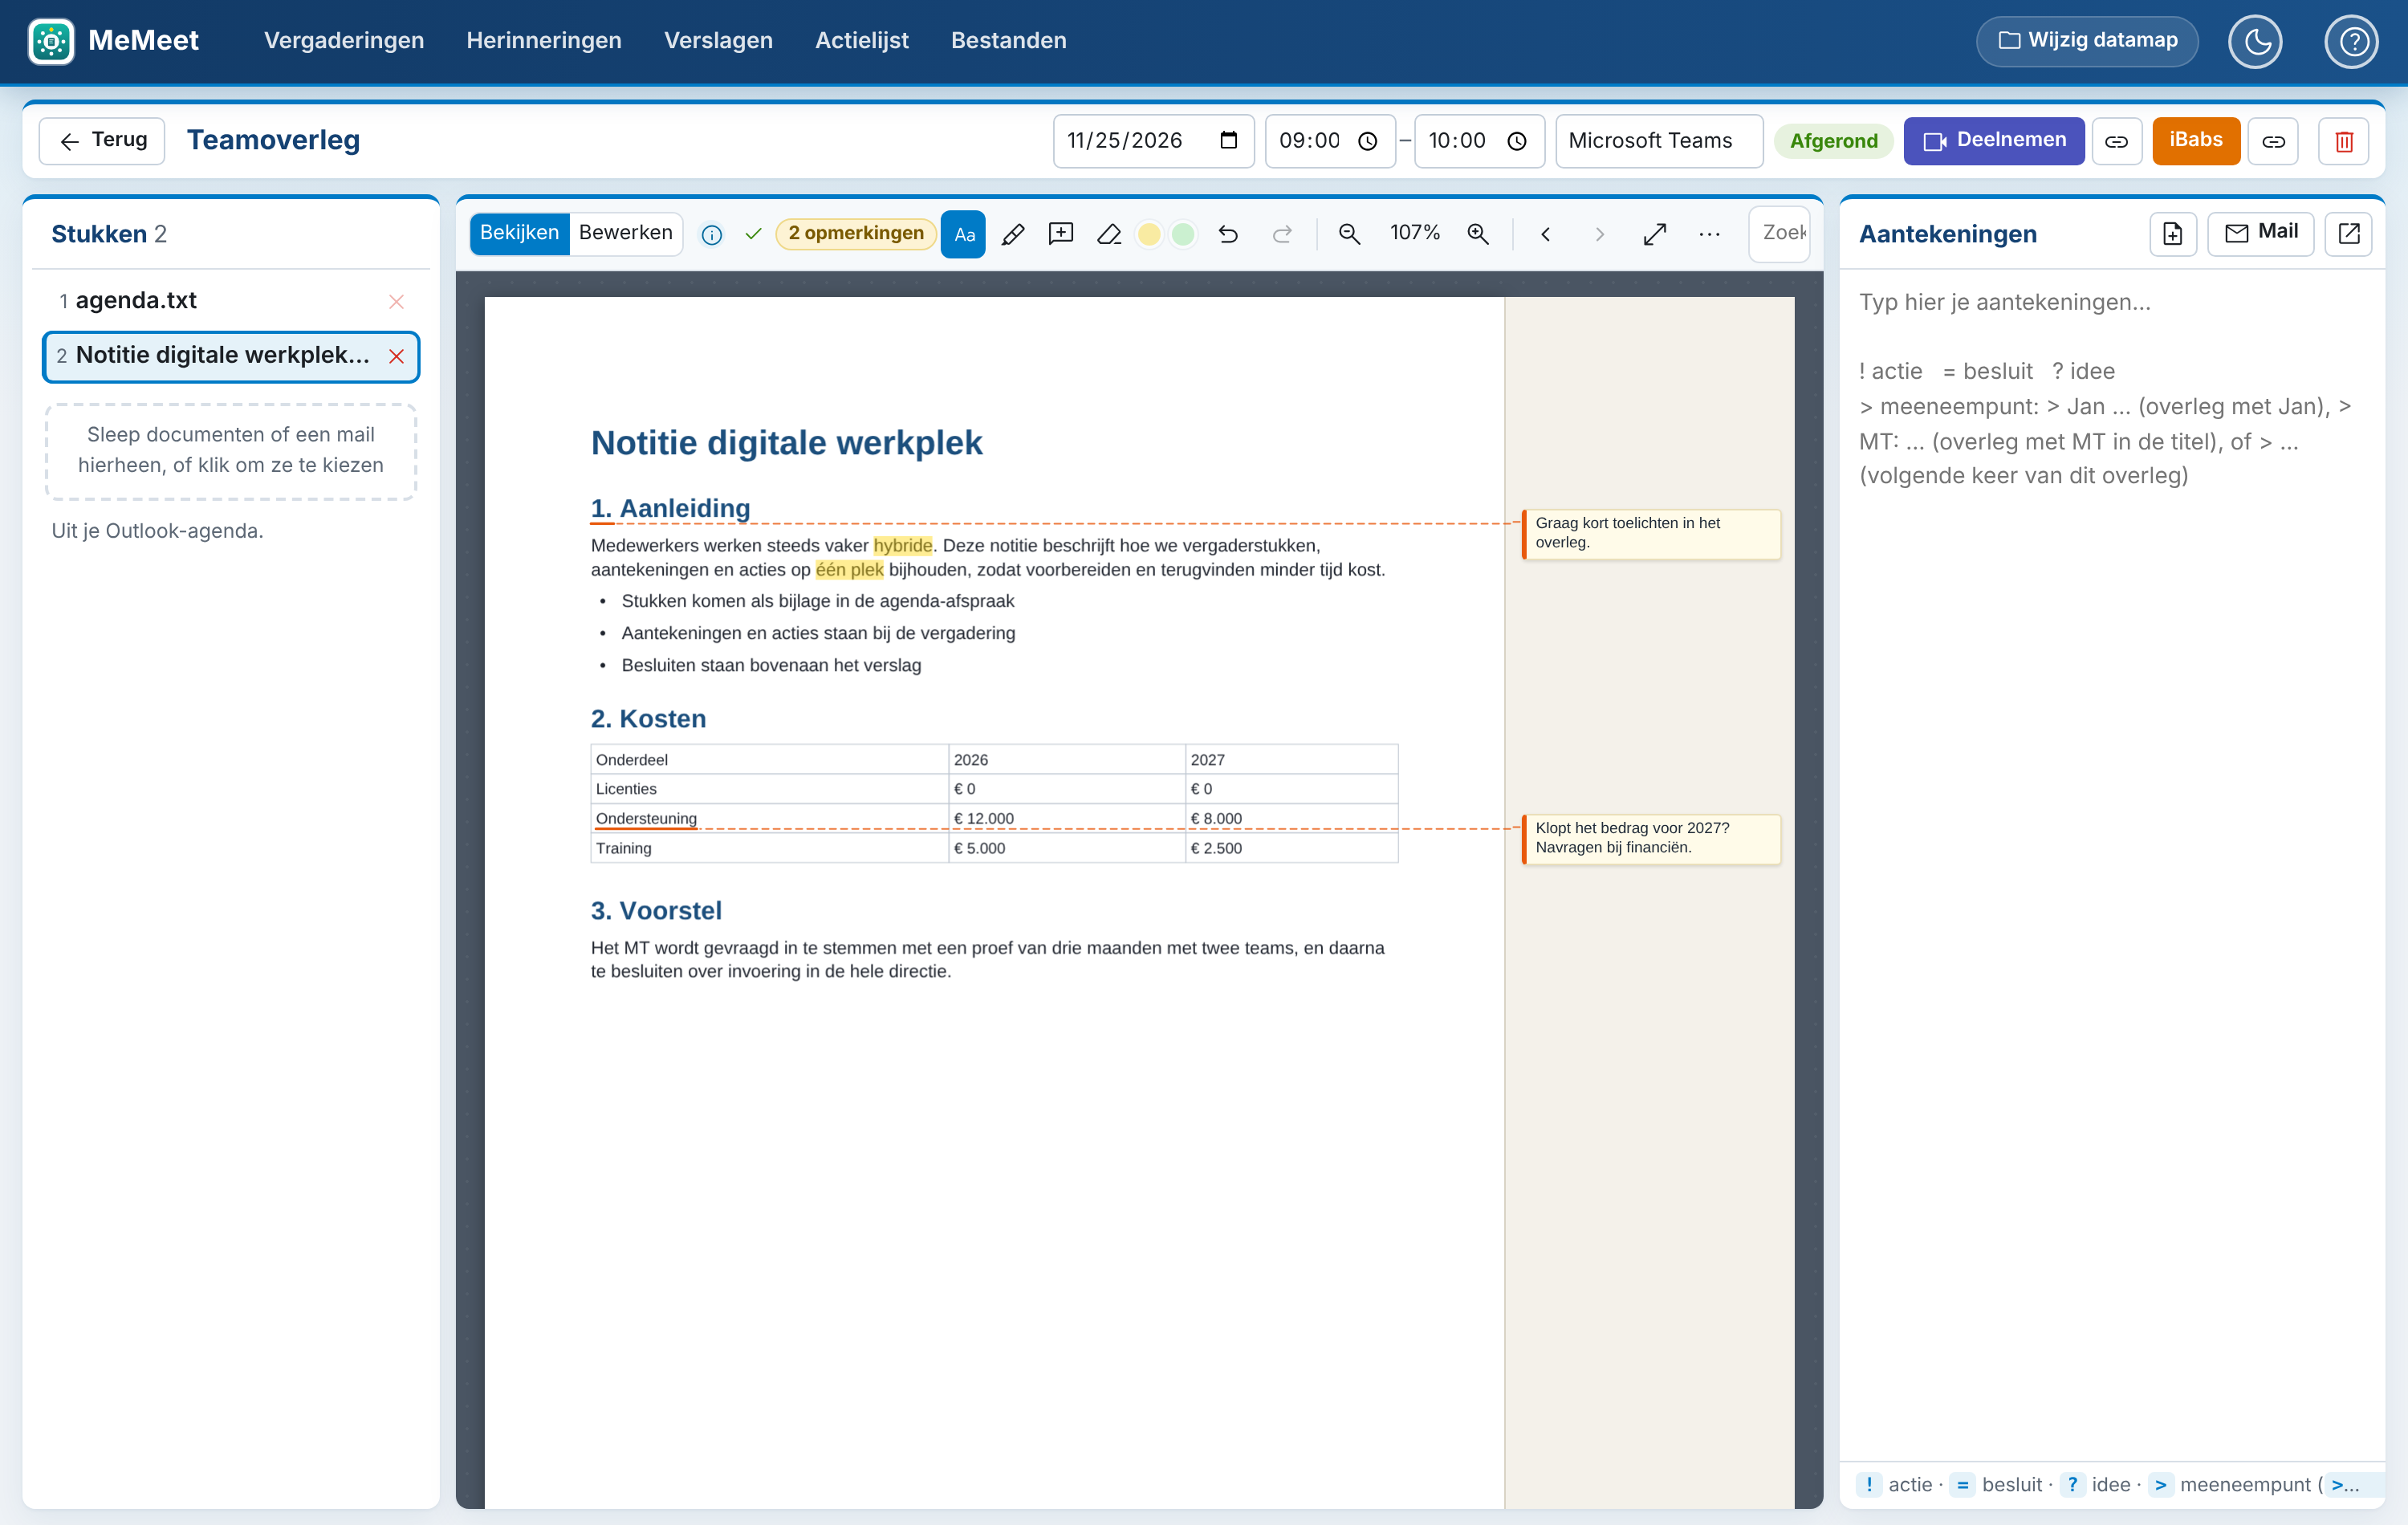 MeMeet Vergaderingen Herinneringen Verslagen Actielijst Bestanden Wijzig datamap ?
Terug Teamoverleg 11/25/2026 09:00 – 10:00 Microsoft Teams Afgerond Deelnemen iBabs
Stukken 2
1 agenda.txt
2 Notitie digitale werkplek...
Sleep documenten of een mail
hierheen, of klik om ze te kiezen
Uit je Outlook-agenda.
Bekijken Bewerken 2 opmerkingen Aa 107% Zoek
Notitie digitale werkplek
1. Aanleiding
Medewerkers werken steeds vaker hybride. Deze notitie beschrijft hoe we vergaderstukken,
aantekeningen en acties op één plek bijhouden, zodat voorbereiden en terugvinden minder tijd kost.
• Stukken komen als bijlage in de agenda-afspraak
• Aantekeningen en acties staan bij de vergadering
• Besluiten staan bovenaan het verslag
2. Kosten
Onderdeel 2026 2027
Licenties € 0 € 0
Ondersteuning € 12.000 € 8.000
Training € 5.000 € 2.500
3. Voorstel
Het MT wordt gevraagd in te stemmen met een proef van drie maanden met twee teams, en daarna
te besluiten over invoering in de hele directie.
Graag kort toelichten in het
overleg.
Klopt het bedrag voor 2027?
Navragen bij financiën.
Aantekeningen Mail
Typ hier je aantekeningen...
! actie = besluit ? idee
> meeneempunt: > Jan ... (overleg met Jan), >
MT: ... (overleg met MT in de titel), of > ...
(volgende keer van dit overleg)
! actie · = besluit · ? idee · > meeneempunt ( >...